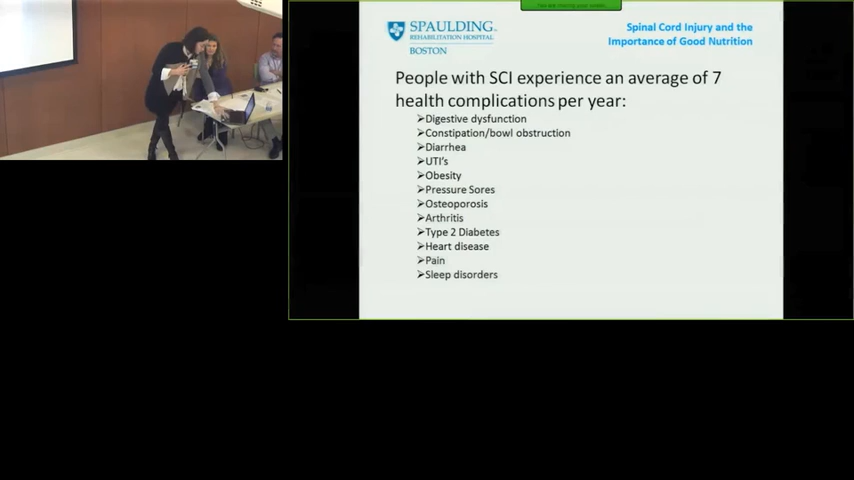 SPAULDING
REHABILITATION HOSPITAL
BOSTON
Spinal Cord Injury and the
Importance of Good Nutrition
People with SCI experience an average of 7
health complications per year:
➢Digestive dysfunction
➢Constipation/bowel obstruction
➢Diarrhea
➢UTI's
➢Obesity
➢Pressure Sores
➢Osteoporosis
➢Arthritis
➢Type 2 Diabetes
➢Heart disease
➢Pain
➢Sleep disorders